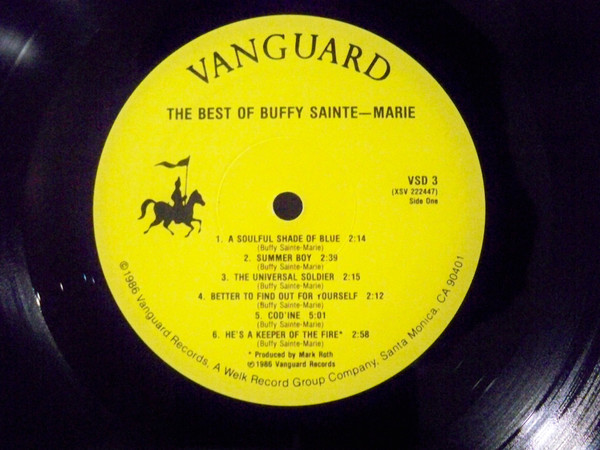 VANGUARD
THE BEST OF BUFFY SAINTE—MARIE
VSD 3
(XSV 222447)
Side One
1. A SOULFUL SHADE OF BLUE 2:14
(Buffy Sainte-Marie)
2. SUMMER BOY 2:39
(Buffy Sainte-Marie)
3. THE UNIVERSAL SOLDIER 2:15
(Buffy Sainte-Marie)
4. BETTER TO FIND OUT FOR YOURSELF 2:12
(Buffy Sainte-Marie)
5. COD'INE 5:01
(Buffy Sainte-Marie)
6. HE'S A KEEPER OF THE FIRE* 2:58
(Buffy Sainte-Marie)
* Produced by Mark Roth
©1986 Vanguard Records
©1986 Vanguard Records, A Welk Record Group Company, Santa Monica, CA 90401